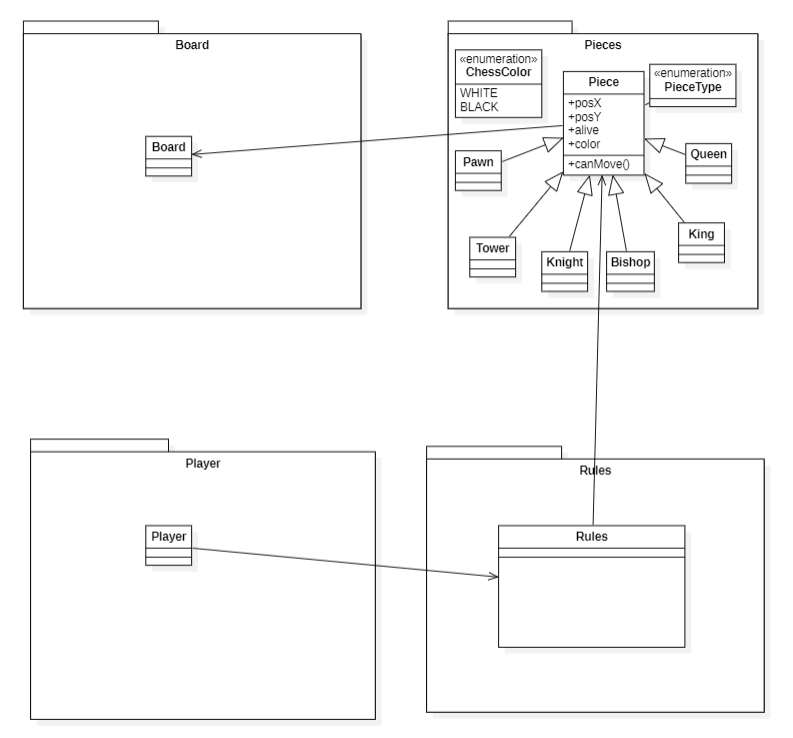 Board
Board
Pieces
«enumeration»
ChessColor
WHITE
BLACK
Piece
+posX
+posY
+alive
+color
+canMove()
«enumeration»
PieceType
Pawn
Queen
Tower
Knight
Bishop
King
Player
Player
Rules
Rules